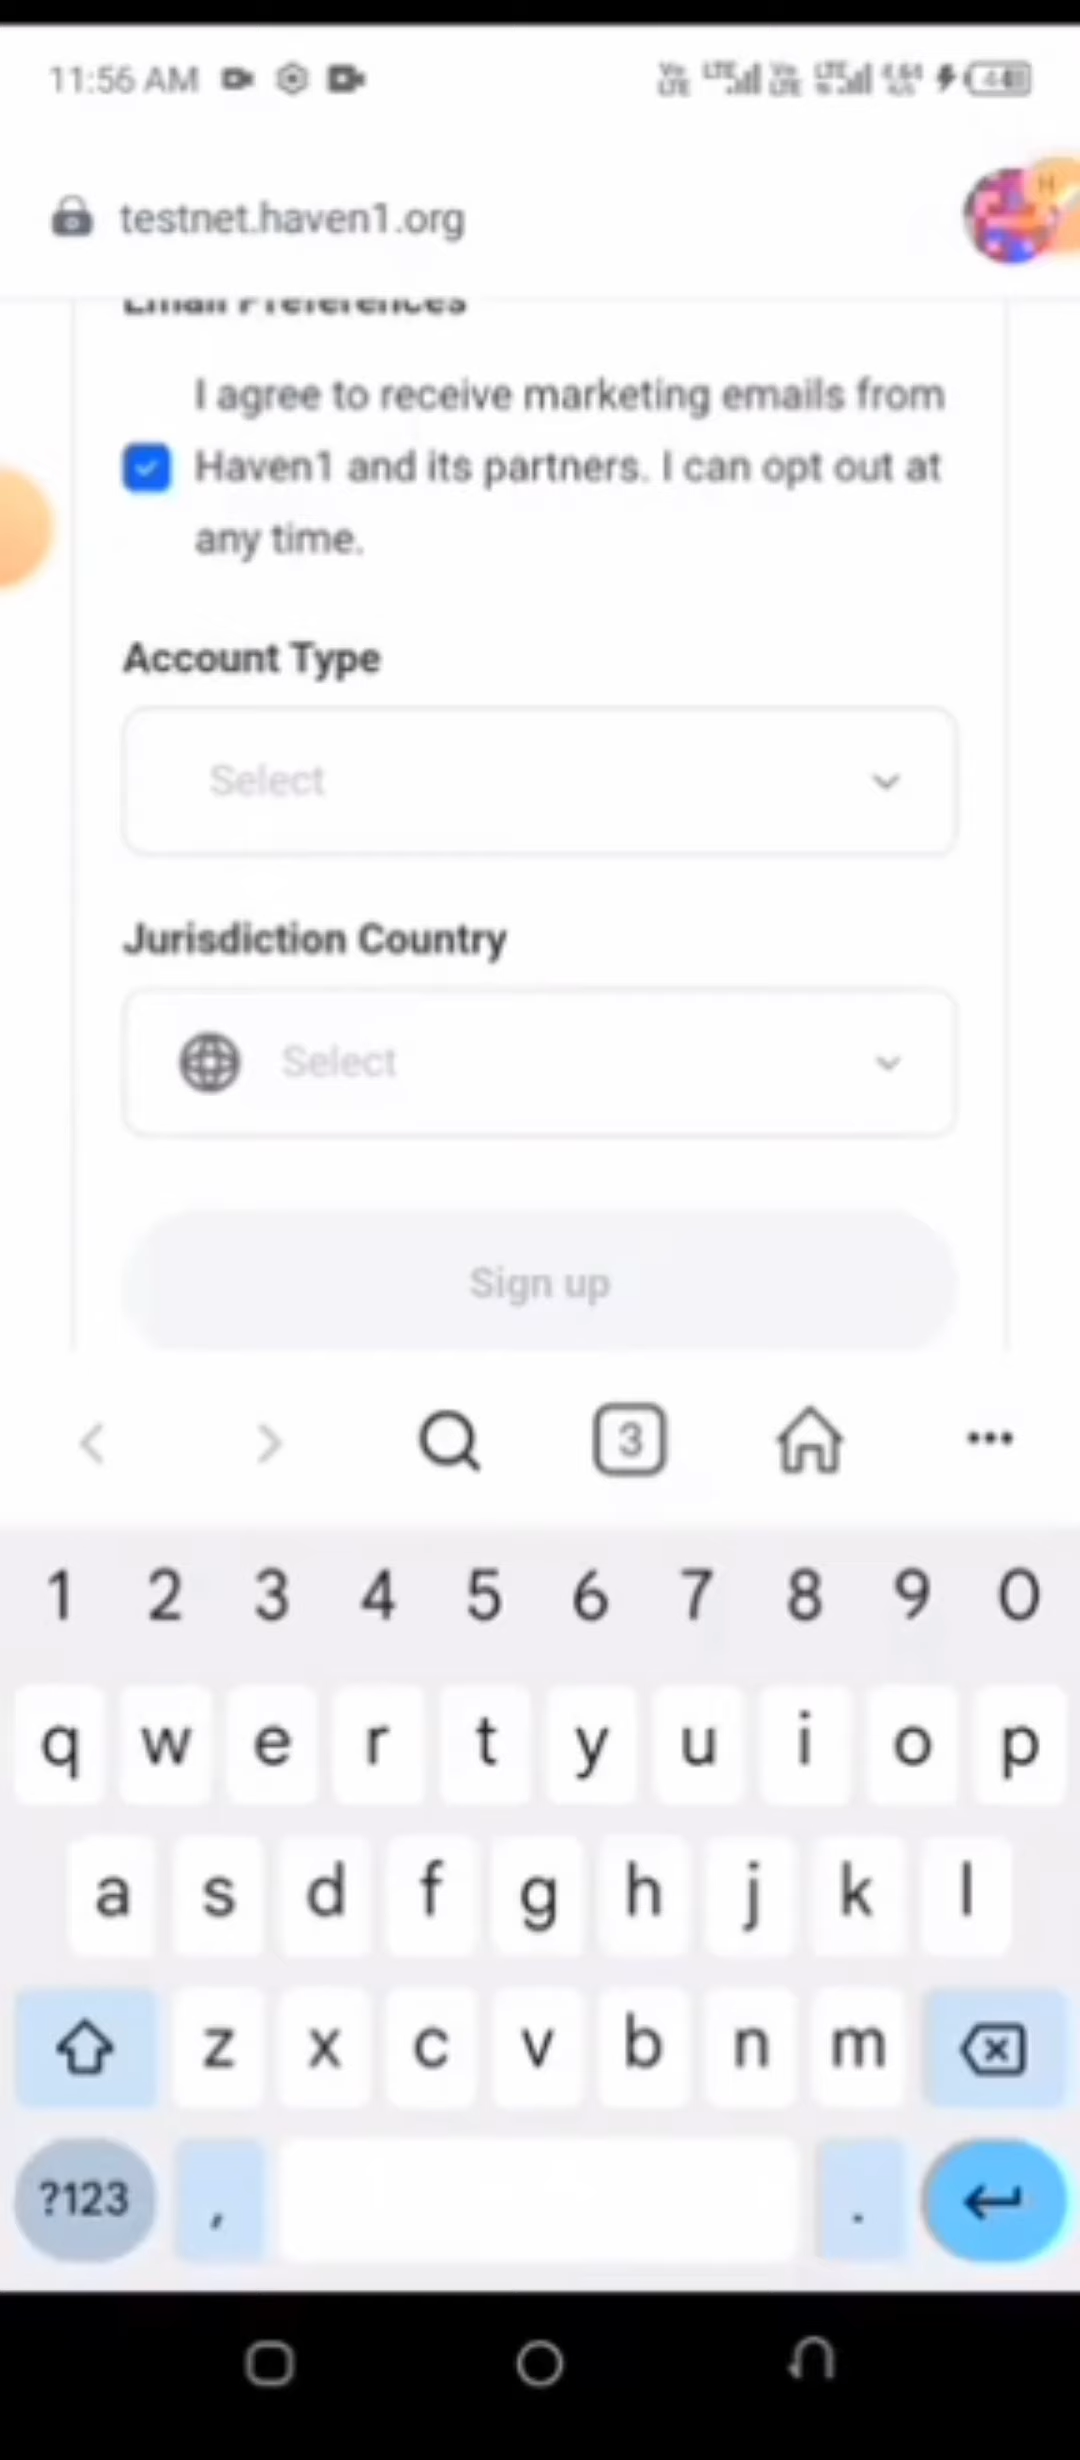 11:56 AM
testnet.haven1.org
Email Preferences
I agree to receive marketing emails from
Haven1 and its partners. I can opt out at
any time.
Account Type
Select
Jurisdiction Country
Select
Sign up
3
1 2 3 4 5 6 7 8 9 0
q w e r t y u i o p
a s d f g h j k l
z x c v b n m
?123 , .